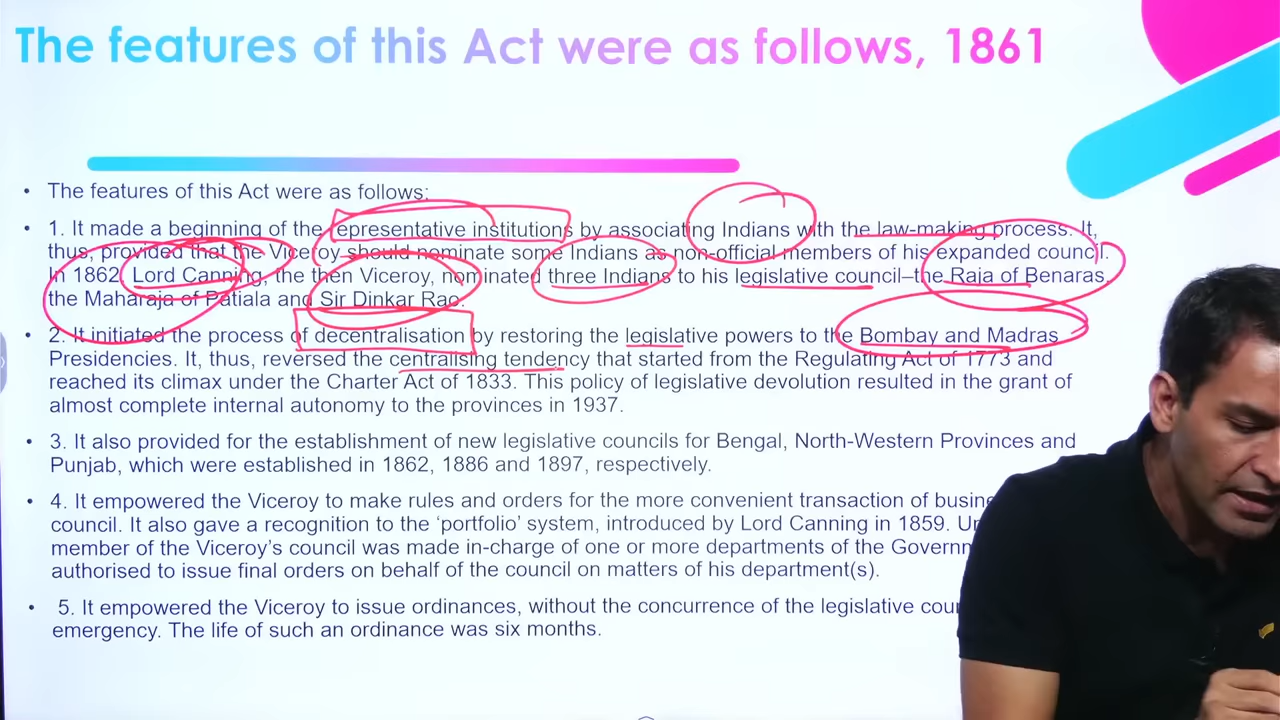 The features of this Act were as follows, 1861
• The features of this Act were as follows:
• 1. It made a beginning of the representative institutions by associating Indians with the law-making process. It,
thus, provided that the Viceroy should nominate some Indians as non-official members of his expanded council.
In 1862 Lord Canning, the then Viceroy, nominated three Indians to his legislative council–the Raja of Benaras,
the Maharaja of Patiala and Sir Dinkar Rao.
• 2. It initiated the process of decentralisation by restoring the legislative powers to the Bombay and Madras
Presidencies. It, thus, reversed the centralising tendency that started from the Regulating Act of 1773 and
reached its climax under the Charter Act of 1833. This policy of legislative devolution resulted in the grant of
almost complete internal autonomy to the provinces in 1937.
• 3. It also provided for the establishment of new legislative councils for Bengal, North-Western Provinces and
Punjab, which were established in 1862, 1886 and 1897, respectively.
• 4. It empowered the Viceroy to make rules and orders for the more convenient transaction of
council. It also gave a recognition to the ‘portfolio’ system, introduced by Lord Canning in 1859.
member of the Viceroy’s council was made in-charge of one or more departments of the
authorised to issue final orders on behalf of the council on matters of his department(s).
• 5. It empowered the Viceroy to issue ordinances, without the concurrence of the legislative
emergency. The life of such an ordinance was six months.